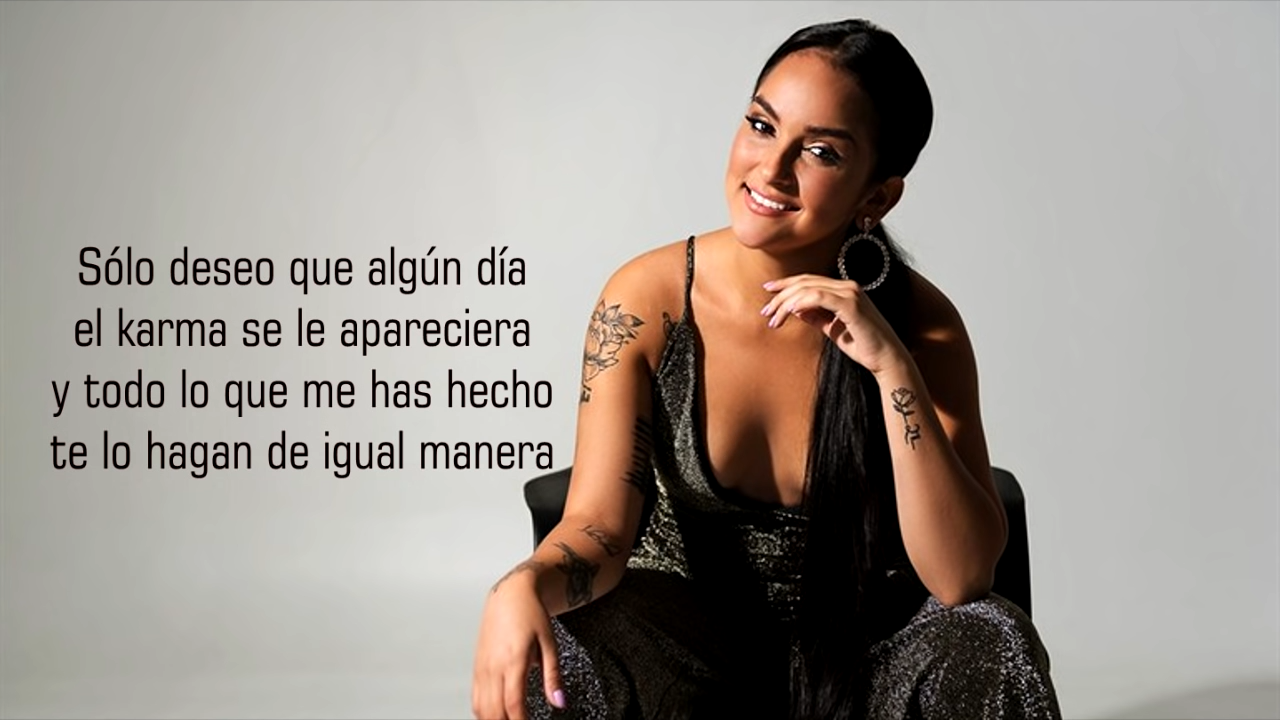 Sólo deseo que algún día
el karma se le apareciera
y todo lo que me has hecho
te lo hagan de igual manera